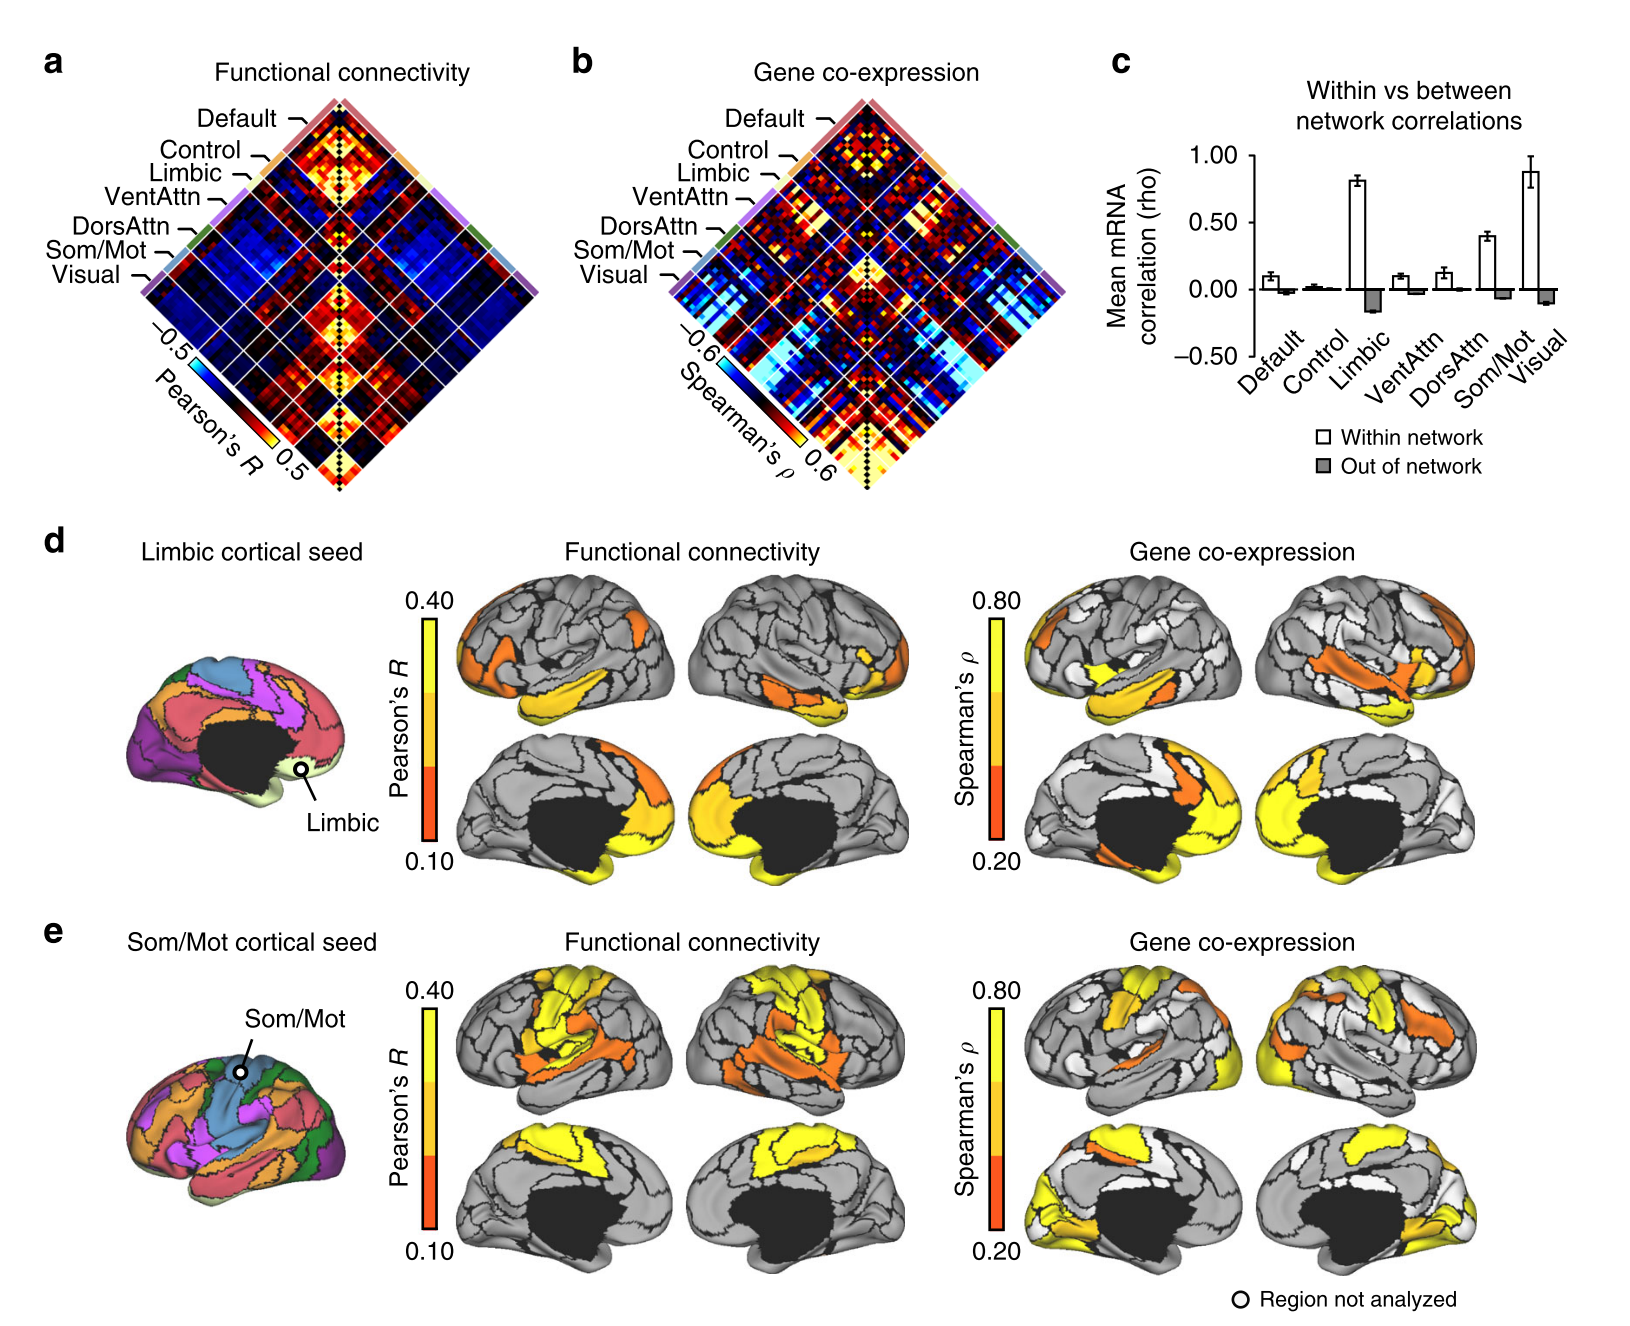 a
Functional connectivity
Default
Control
Limbic
VentAttn
DorsAttn
Som/Mot
Visual
−0.5
0.5
Pearson's R
b
Gene co-expression
Default
Control
Limbic
VentAttn
DorsAttn
Som/Mot
Visual
−0.6
0.6
Spearman's ρ
c
Within vs between
network correlations
Mean mRNA
correlation (rho)
1.00
0.50
0.00
−0.50
Default
Control
Limbic
VentAttn
DorsAttn
Som/Mot
Visual
Within network
Out of network
d
Limbic cortical seed
Functional connectivity
Gene co-expression
Limbic
0.40
Pearson's R
0.10
0.80
Spearman's ρ
0.20
e
Som/Mot cortical seed
Functional connectivity
Gene co-expression
Som/Mot
0.40
Pearson's R
0.10
0.80
Spearman's ρ
0.20
Region not analyzed